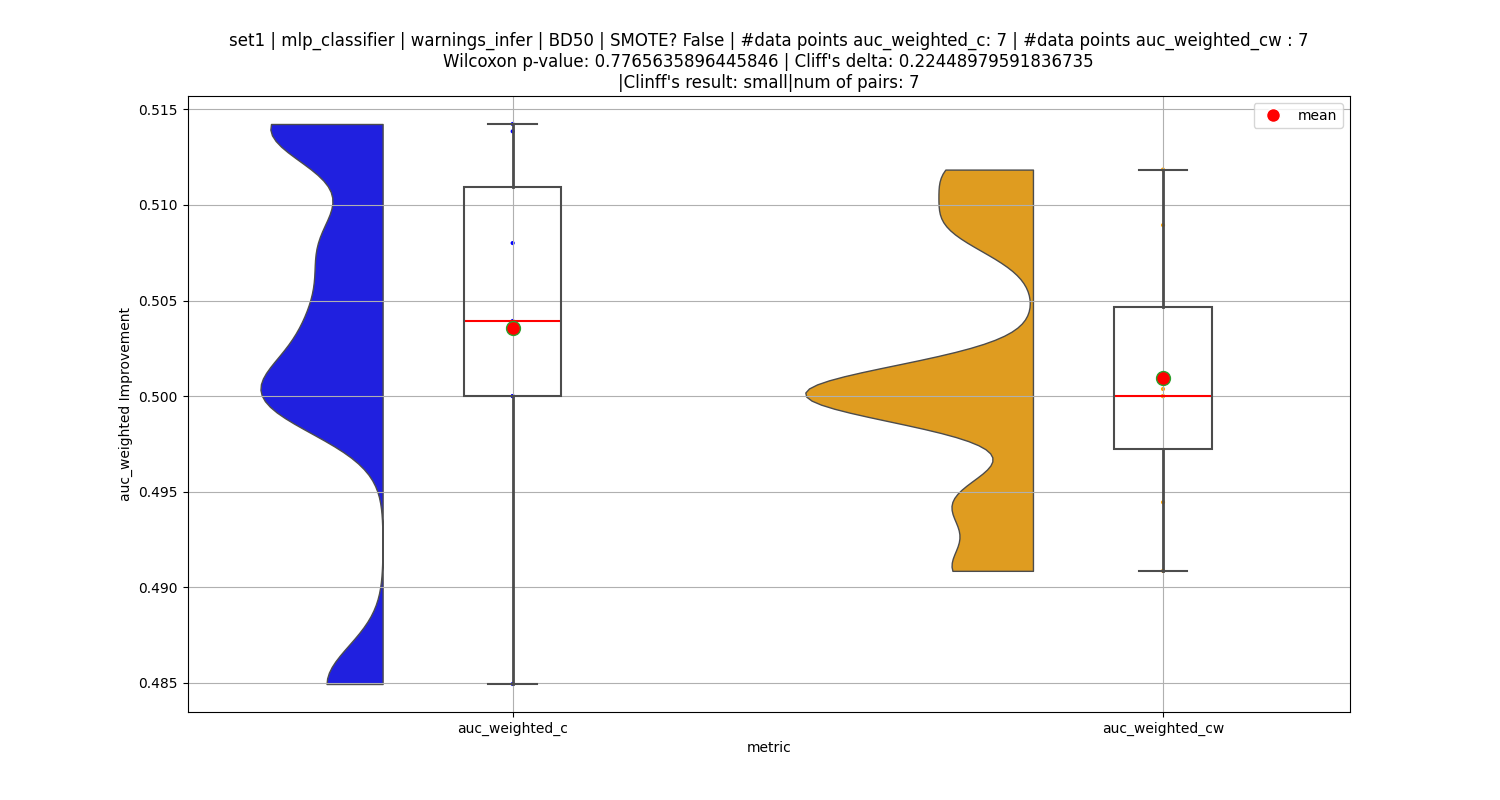 set1 | mlp_classifier | warnings_infer | BD50 | SMOTE? False | #data points auc_weighted_c: 7 | #data points auc_weighted_cw : 7
Wilcoxon p-value: 0.7765635896445846 | Cliff's delta: 0.22448979591836735
|Clinff's result: small|num of pairs: 7
mean
0.515
0.510
0.505
0.500
0.495
0.490
0.485
auc_weighted Improvement
auc_weighted_c
auc_weighted_cw
metric